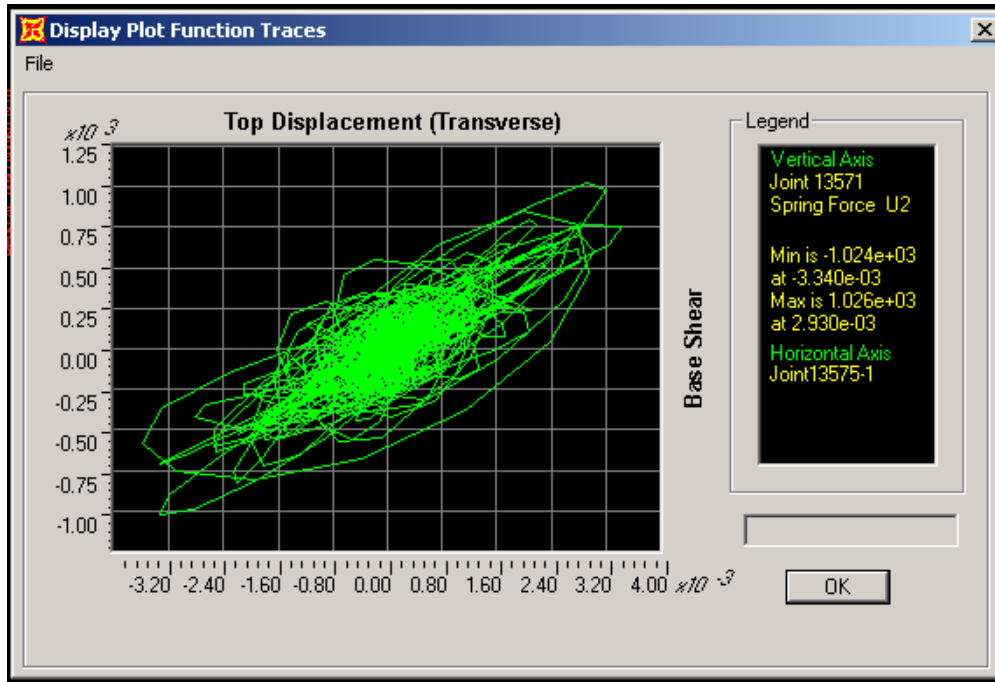 Display Plot Function Traces
File
Top Displacement (Transverse)
x10 3
1.25
1.00
0.75
0.50
0.25
0.00
-0.25
-0.50
-0.75
-1.00
-3.20 -2.40 -1.60 -0.80 0.00 0.80 1.60 2.40 3.20 4.00 x10 -3
Base Shear
Legend
Vertical Axis
Joint 13571
Spring Force U2
Min is -1.024e+03
at -3.340e-03
Max is 1.026e+03
at 2.930e-03
Horizontal Axis
Joint13575-1
OK